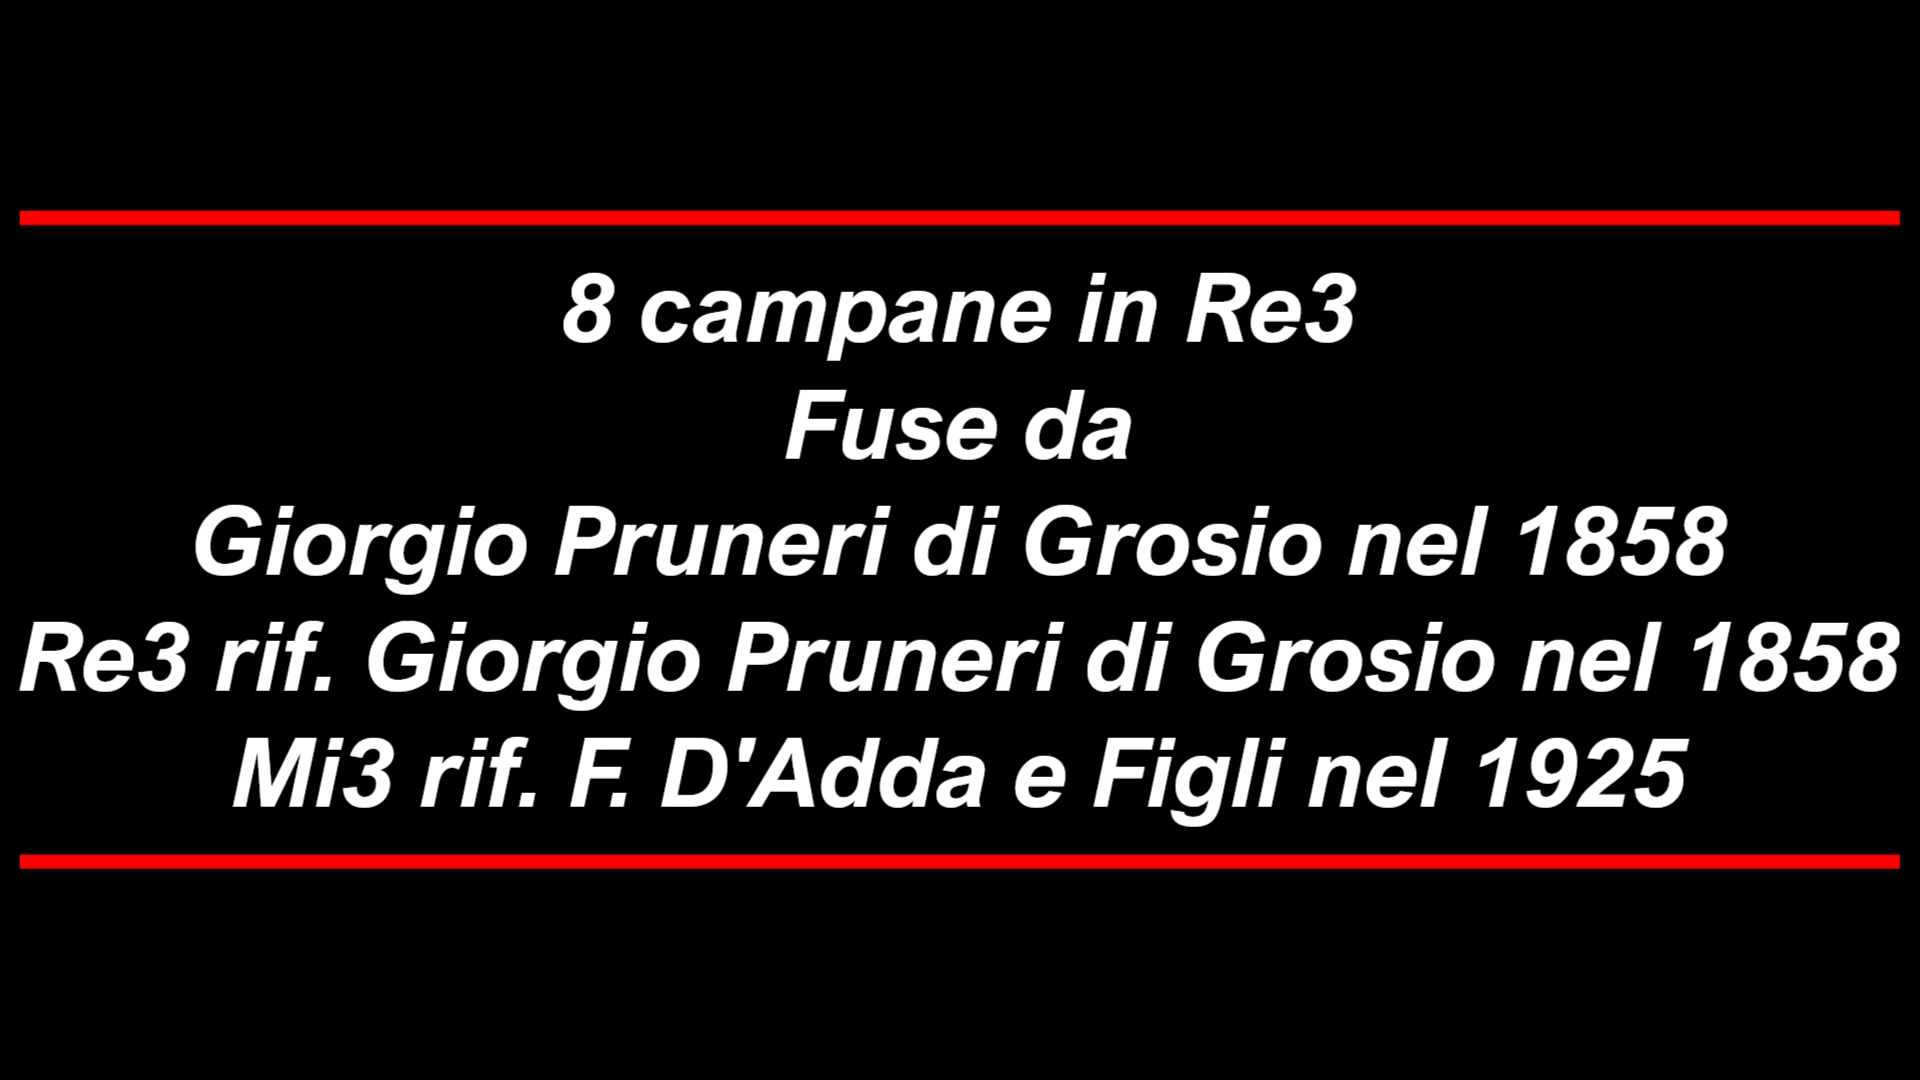 8 campane in Re3
Fuse da
Giorgio Pruneri di Grosio nel 1858
Re3 rif. Giorgio Pruneri di Grosio nel 1858
Mi3 rif. F. D'Adda e Figli nel 1925